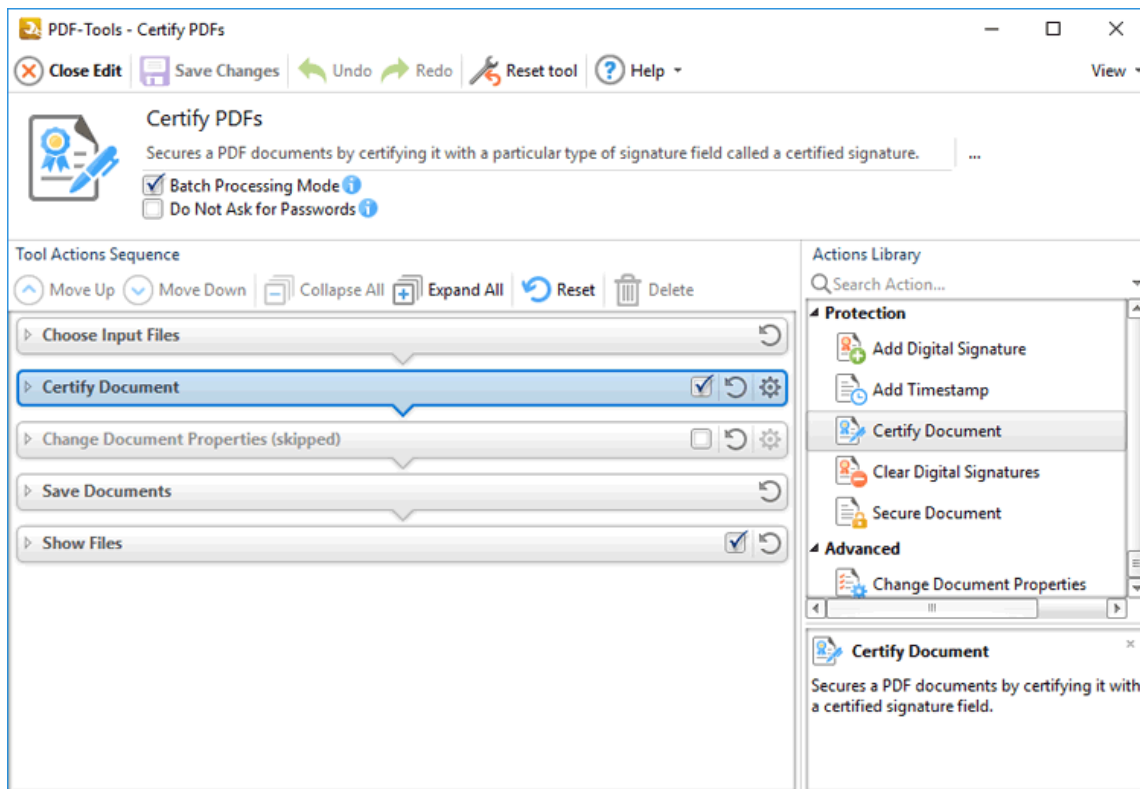 PDF-Tools - Certify PDFs
Close Edit Save Changes Undo Redo Reset tool ? Help View
Certify PDFs
Secures a PDF documents by certifying it with a particular type of signature field called a certified signature. ...
Batch Processing Mode i
Do Not Ask for Passwords i
Tool Actions Sequence
Move Up Move Down Collapse All Expand All Reset Delete
Choose Input Files
Certify Document
Change Document Properties (skipped)
Save Documents
Show Files
Actions Library
Search Action...
Protection
Add Digital Signature
Add Timestamp
Certify Document
Clear Digital Signatures
Secure Document
Advanced
Change Document Properties
Certify Document
Secures a PDF documents by certifying it with
a certified signature field.